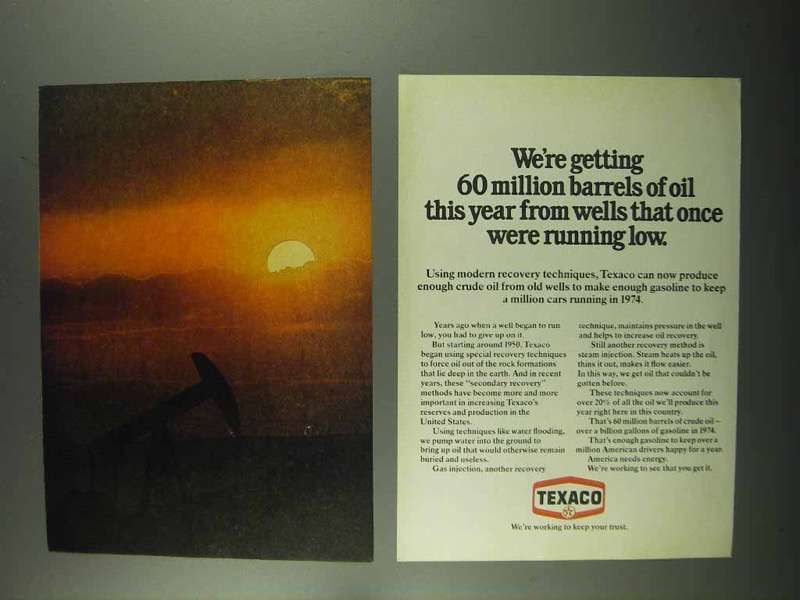 We're getting
60 million barrels of oil
this year from wells that once
were running low.
Using modern recovery techniques, Texaco can now produce
enough crude oil from old wells to make enough gasoline to keep
a million cars running in 1974.
Years ago when a well began to run
low, you had to give up on it.
But starting around 1950, Texaco
began using special recovery techniques
to force oil out of the rock formations
that lie deep in the earth. And in recent
years, these "secondary recovery"
methods have become more and more
important in increasing Texaco's
reserves and production in the
United States.
Using techniques like water flooding,
we pump water into the ground to
bring up oil that would otherwise remain
buried and useless.
Gas injection, another recovery
technique, maintains pressure in the well
and helps to increase oil recovery.
Still another recovery method is
steam injection. Steam heats up the oil,
thins it out, makes it flow easier.
In this way, we get oil that couldn't be
gotten before.
These techniques now account for
over 20% of all the oil we'll produce this
year right here in this country.
That's 60 million barrels of crude oil—
over a billion gallons of gasoline in 1974.
That's enough gasoline to keep over a
million American drivers happy for a year.
America needs energy.
We're working to see that you get it.
TEXACO
We're working to keep your trust.